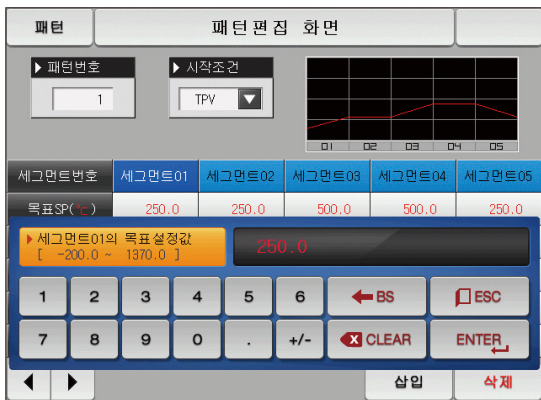 패턴
패턴편집 화면
▶ 패턴번호
1
▶ 시작조건
TPV
01 02 03 04 05
세그먼트번호 세그먼트01 세그먼트02 세그먼트03 세그먼트04 세그먼트05
목표SP(℃) 250.0 250.0 500.0 500.0 250.0
▶세그먼트01의 목표설정값
[ -200.0 ~ 1370.0 ]
250.0
1 2 3 4 5 6 BS ESC
7 8 9 0 . +/- CLEAR ENTER
삽입 삭제